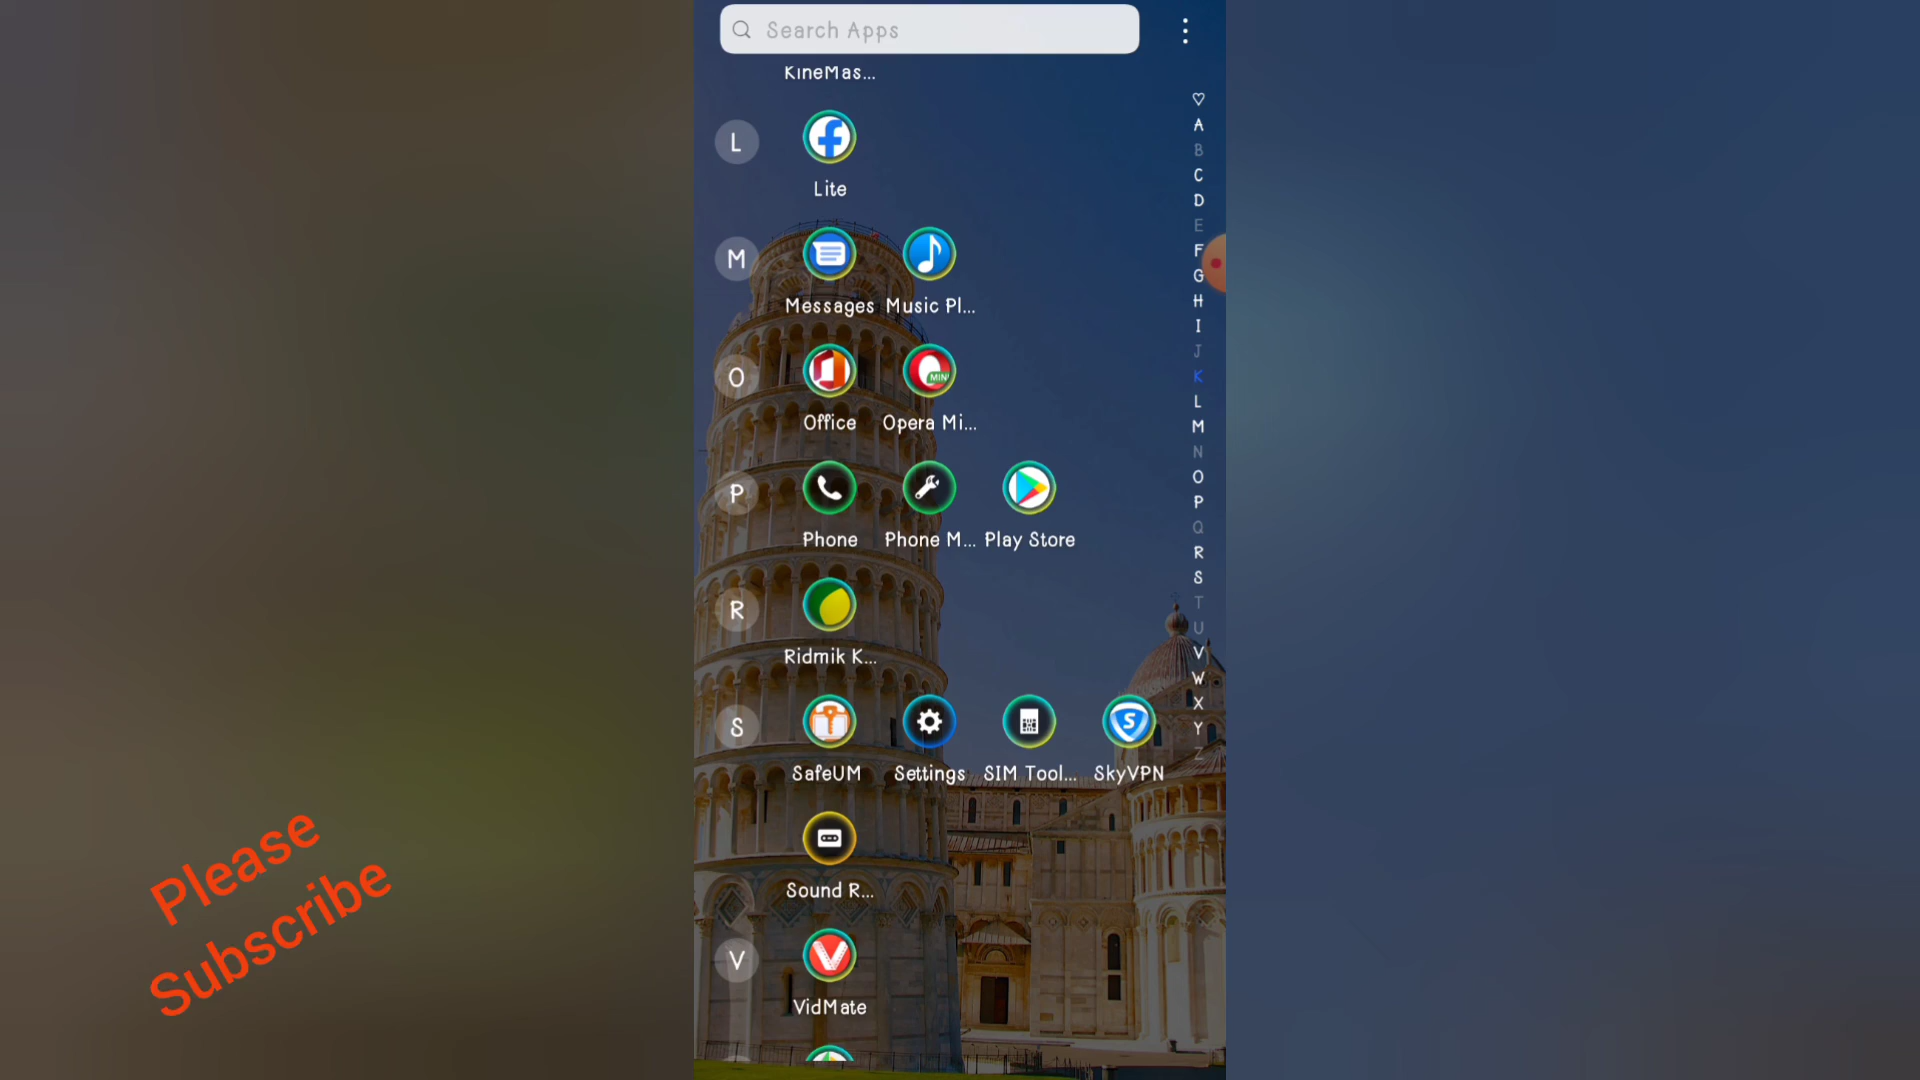 Search Apps
KineMas...
L
Lite
M
Messages Music Pl...
O
MINI
Office Opera Mi...
P
Phone Phone M... Play Store
R
Ridmik K...
S
S
SafeUM Settings SIM Tool... SkyVPN
Sound R...
V
VidMate
A
B
C
D
E
F
G
H
I
J
K
L
M
N
O
P
Q
R
S
T
U
V
W
X
Y
Z
Please
Subscribe